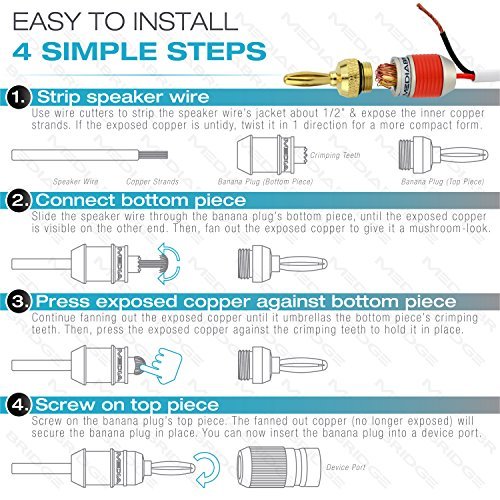 EASY TO INSTALL
4 SIMPLE STEPS
MEDIABR
1. Strip speaker wire
Use wire cutters to strip the speaker wire's jacket about 1/2" & expose the inner copper
strands. If the exposed copper is untidy, twist it in 1 direction for a more compact form.
MEDIA
Crimping Teeth
Speaker Wire
Copper Strands
Banana Plug (Bottom Piece)
Banana Plug (Top Piece)
2. Connect bottom piece
Slide the speaker wire through the banana plug's bottom piece, until the exposed copper
is visible on the other end. Then, fan out the exposed copper to give it a mushroom-look.
MEDIA
3. Press exposed copper against bottom piece
Continue fanning out the exposed copper until it umbrellas the bottom piece's crimping
teeth. Then, press the exposed copper against the crimping teeth to hold it in place.
MEDIA
4. Screw on top piece
Screw on the banana plug's top piece. The fanned out copper (no longer exposed) will
secure the banana plug in place. You can now insert the banana plug into a device port.
MEDIA
Device Port